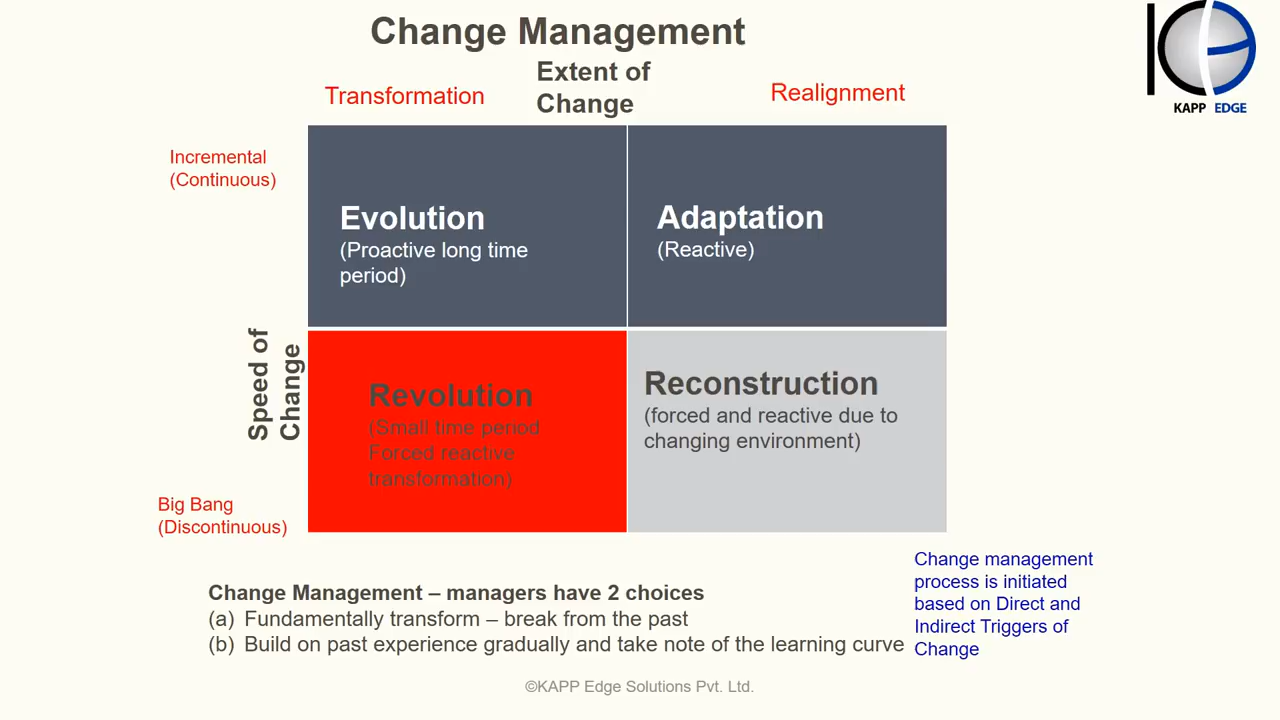 Change Management
Extent of
Change
Transformation
Realignment
KAPP EDGE
Incremental
(Continuous)
Evolution
(Proactive long time
period)
Adaptation
(Reactive)
Speed of
Change
Revolution
(Small time period
Forced reactive
transformation)
Reconstruction
(forced and reactive due to
changing environment)
Big Bang
(Discontinuous)
Change Management – managers have 2 choices
(a) Fundamentally transform – break from the past
(b) Build on past experience gradually and take note of the learning curve
Change management
process is initiated
based on Direct and
Indirect Triggers of
Change
©KAPP Edge Solutions Pvt. Ltd.